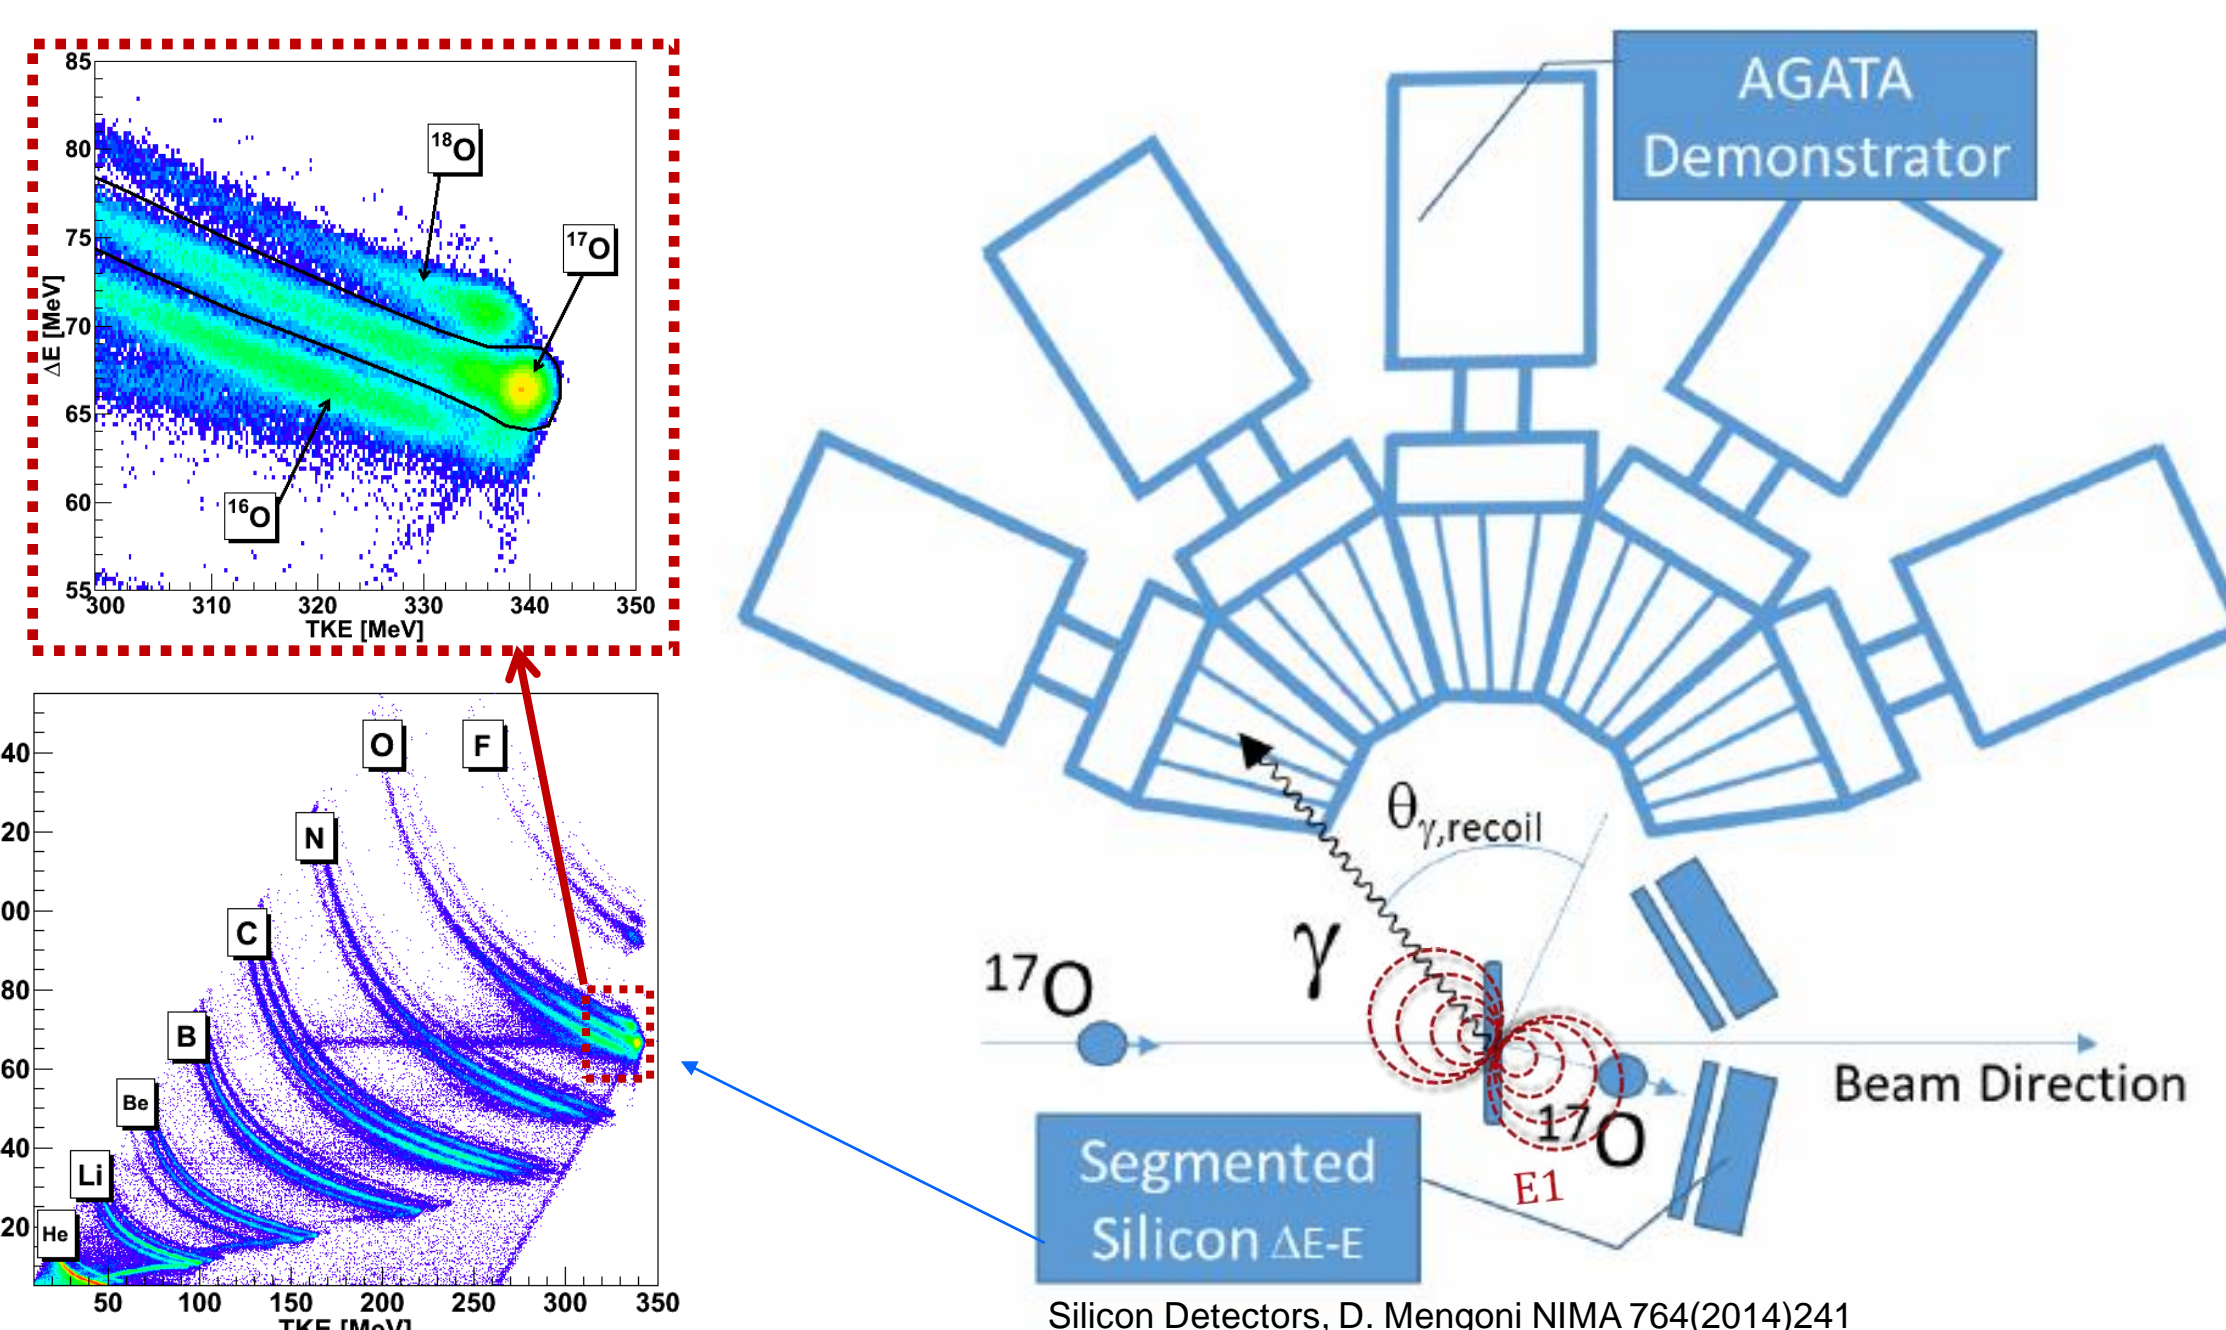 85
80
75
70
65
60
55
ΔE [MeV]
¹⁸O
¹⁷O
¹⁶O
300 310 320 330 340 350
TKE [MeV]
O F
N
C
B
Be
Li
He
40
20
00
80
60
40
20
50 100 150 200 250 300 350
TKE [MeV]
AGATA
Demonstrator
θγ,recoil
γ
¹⁷O
Beam Direction
¹⁷O
E1
Segmented
Silicon ΔE-E
Silicon Detectors, D. Mengoni NIMA 764(2014)241